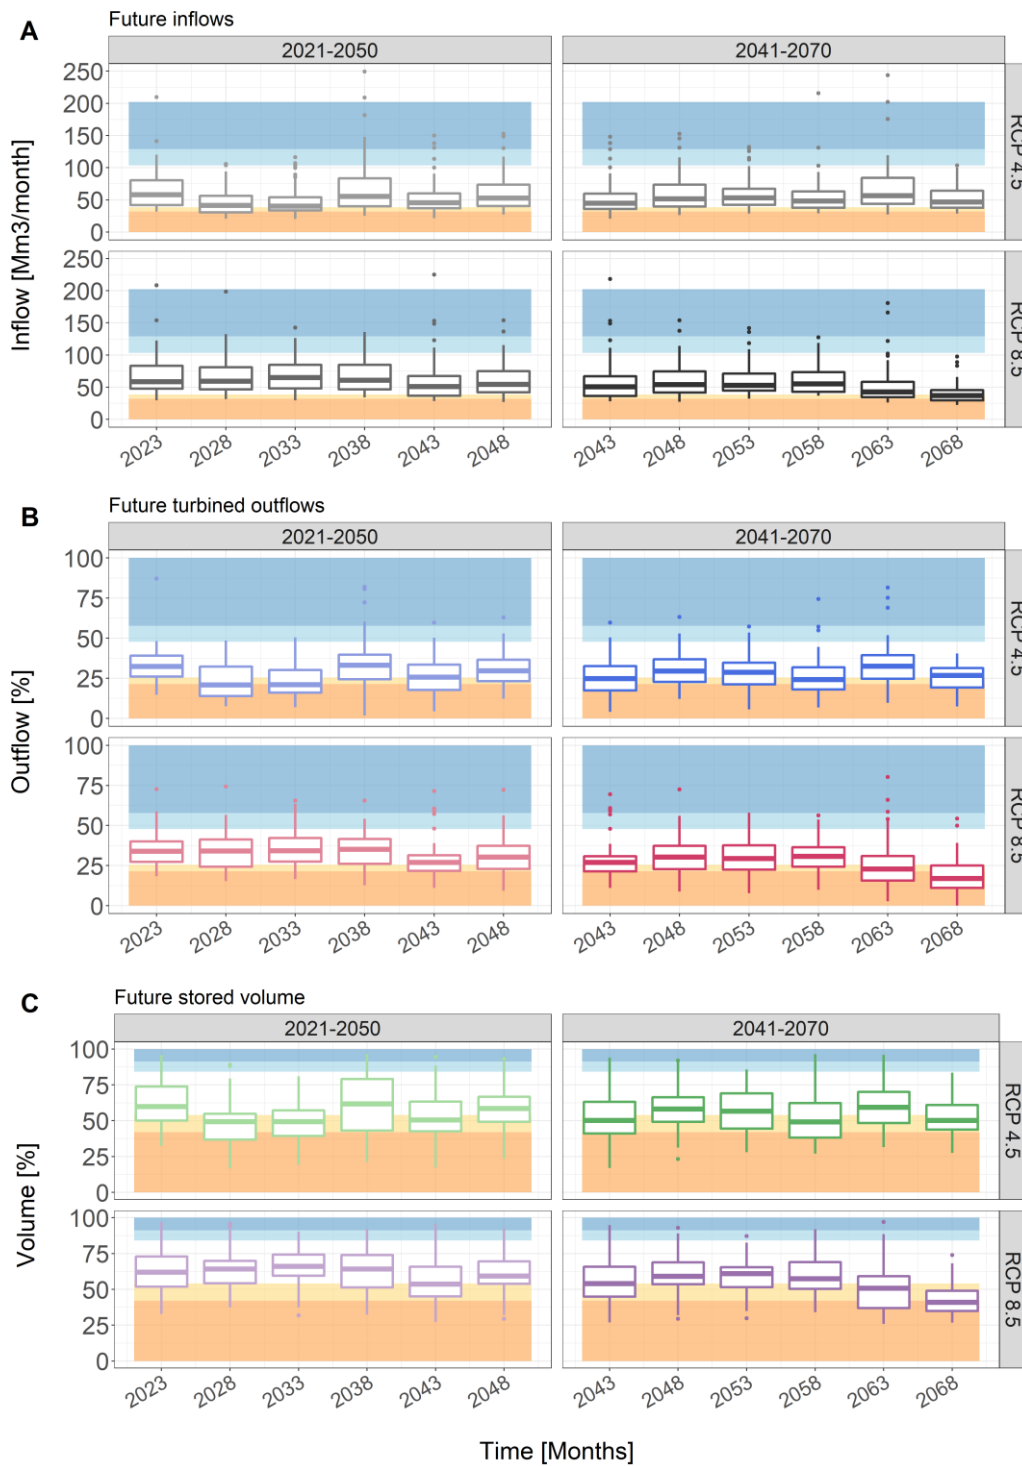 A
Future inflows
2021-2050
2041-2070
Inflow [Mm3/month]
250
200
150
100
50
0
RCP 4.5
250
200
150
100
50
0
RCP 8.5
2023 2028 2033 2038 2043 2048
2043 2048 2053 2058 2063 2068
B
Future turbined outflows
2021-2050
2041-2070
Outflow [%]
100
75
50
25
0
RCP 4.5
100
75
50
25
0
RCP 8.5
2023 2028 2033 2038 2043 2048
2043 2048 2053 2058 2063 2068
C
Future stored volume
2021-2050
2041-2070
Volume [%]
100
75
50
25
0
RCP 4.5
100
75
50
25
0
RCP 8.5
2023 2028 2033 2038 2043 2048
2043 2048 2053 2058 2063 2068
Time [Months]